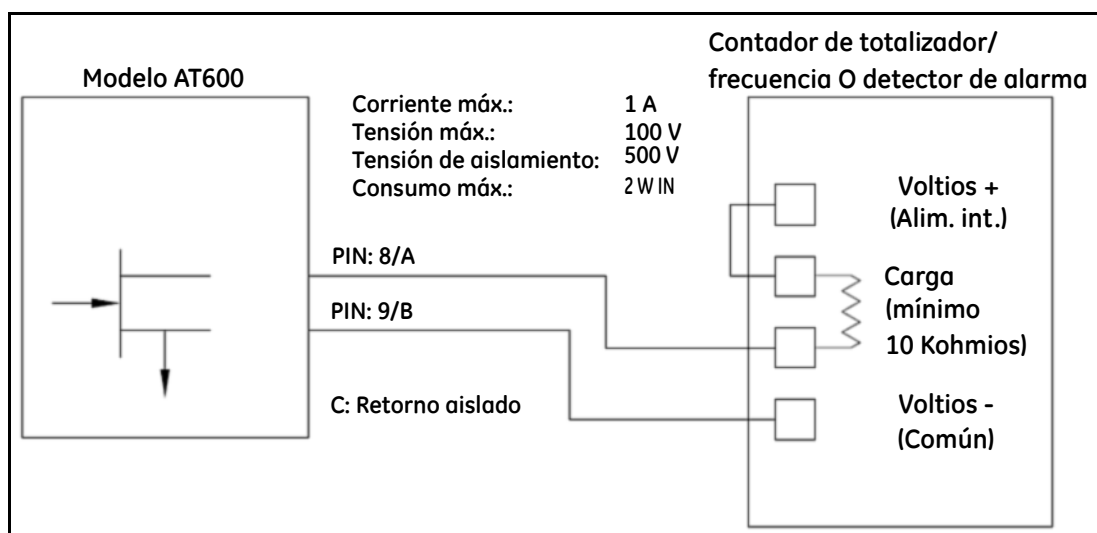 Modelo AT600
Corriente máx.: 1 A
Tensión máx.: 100 V
Tensión de aislamiento: 500 V
Consumo máx.: 2 W IN
PIN: 8/A
PIN: 9/B
C: Retorno aislado
Contador de totalizador/
frecuencia O detector de alarma
Voltios +
(Alim. int.)
Carga
(mínimo
10 Kohmios)
Voltios -
(Común)